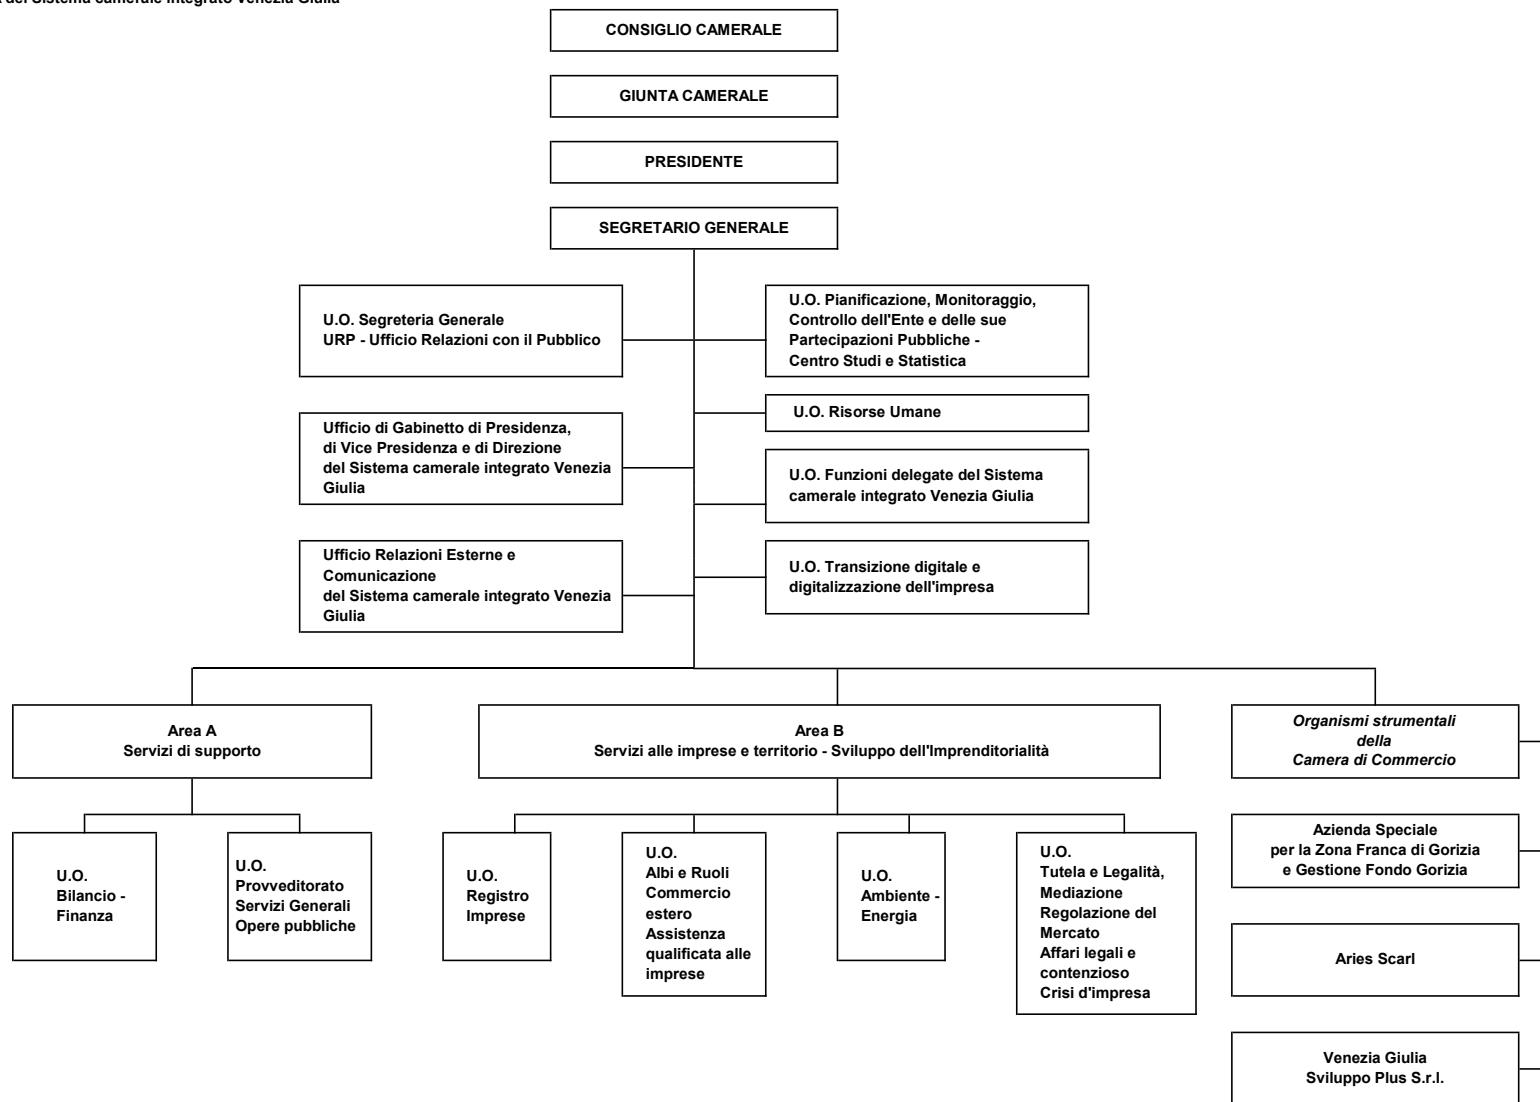 del Sistema camerale integrato Venezia Giulia
CONSIGLIO CAMERALE
GIUNTA CAMERALE
PRESIDENTE
SEGRETARIO GENERALE
U.O. Segreteria Generale
URP - Ufficio Relazioni con il Pubblico
U.O. Pianificazione, Monitoraggio,
Controllo dell'Ente e delle sue
Partecipazioni Pubbliche -
Centro Studi e Statistica
U.O. Risorse Umane
Ufficio di Gabinetto di Presidenza,
di Vice Presidenza e di Direzione
del Sistema camerale integrato Venezia
Giulia
U.O. Funzioni delegate del Sistema
camerale integrato Venezia Giulia
Ufficio Relazioni Esterne e
Comunicazione
del Sistema camerale integrato Venezia
Giulia
U.O. Transizione digitale e
digitalizzazione dell'impresa
Area A
Servizi di supporto
Area B
Servizi alle imprese e territorio - Sviluppo dell'Imprenditorialità
Organismi strumentali
della
Camera di Commercio
U.O.
Bilancio -
Finanza
U.O.
Provveditorato
Servizi Generali
Opere pubbliche
U.O.
Registro
Imprese
U.O.
Albi e Ruoli
Commercio
estero
Assistenza
qualificata alle
imprese
U.O.
Ambiente -
Energia
U.O.
Tutela e Legalità,
Mediazione
Regolazione del
Mercato
Affari legali e
contenzioso
Crisi d'impresa
Azienda Speciale
per la Zona Franca di Gorizia
e Gestione Fondo Gorizia
Aries Scarl
Venezia Giulia
Sviluppo Plus S.r.l.